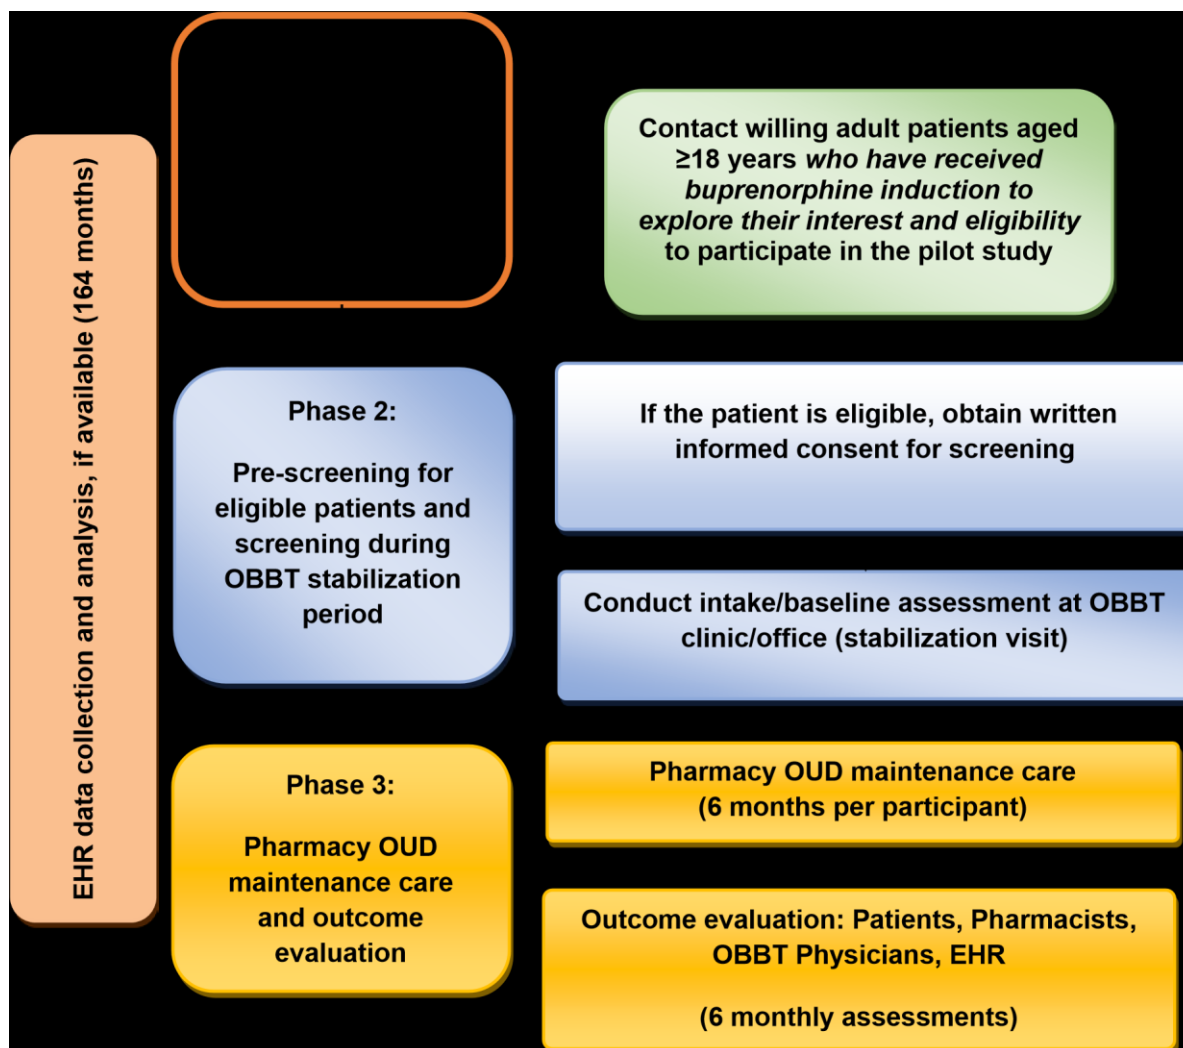 EHR data collection and analysis, if available (164 months)
Contact willing adult patients aged
≥18 years who have received
buprenorphine induction to
explore their interest and eligibility
to participate in the pilot study
Phase 2:
Pre-screening for
eligible patients and
screening during
OBBT stabilization
period
If the patient is eligible, obtain written
informed consent for screening
Conduct intake/baseline assessment at OBBT
clinic/office (stabilization visit)
Phase 3:
Pharmacy OUD
maintenance care
and outcome
evaluation
Pharmacy OUD maintenance care
(6 months per participant)
Outcome evaluation: Patients, Pharmacists,
OBBT Physicians, EHR
(6 monthly assessments)